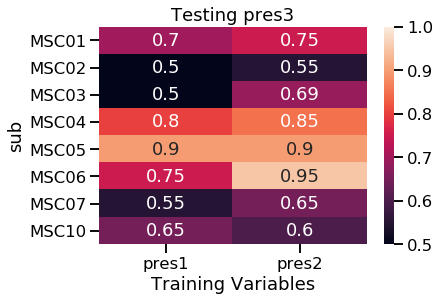 Testing pres3
MSC01 0.7 0.75
MSC02 0.5 0.55
MSC03 0.5 0.69
MSC04 0.8 0.85
MSC05 0.9 0.9
MSC06 0.75 0.95
MSC07 0.55 0.65
MSC10 0.65 0.6
sub
pres1 pres2
Training Variables
1.0
0.9
0.8
0.7
0.6
0.5